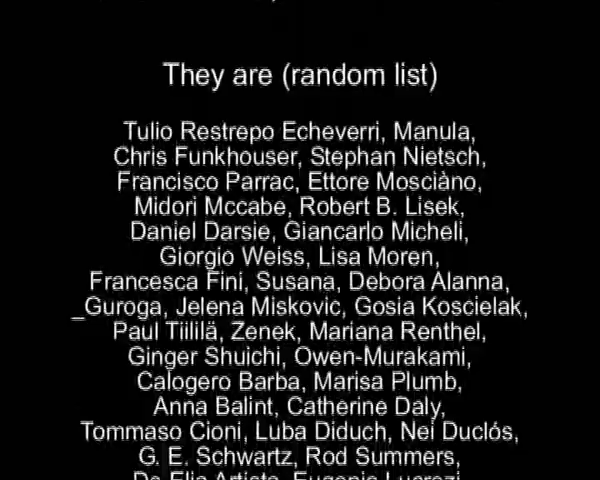 They are (random list)
Tulio Restrepo Echeverri, Manula,
Chris Funkhouser, Stephan Nietsch,
Francisco Parrac, Ettore Mosciàno,
Midori Mccabe, Robert B. Lisek,
Daniel Darsie, Giancarlo Micheli,
Giorgio Weiss, Lisa Moren,
Francesca Fini, Susana, Debora Alanna,
_Guroga, Jelena Miskovic, Gosia Koscielak,
Paul Tiililä, Zenek, Mariana Renthel,
Ginger Shuichi, Owen-Murakami,
Calogero Barba, Marisa Plumb,
Anna Balint, Catherine Daly,
Tommaso Cioni, Luba Diduch, Nei Duclós,
G. E. Schwartz, Rod Summers,